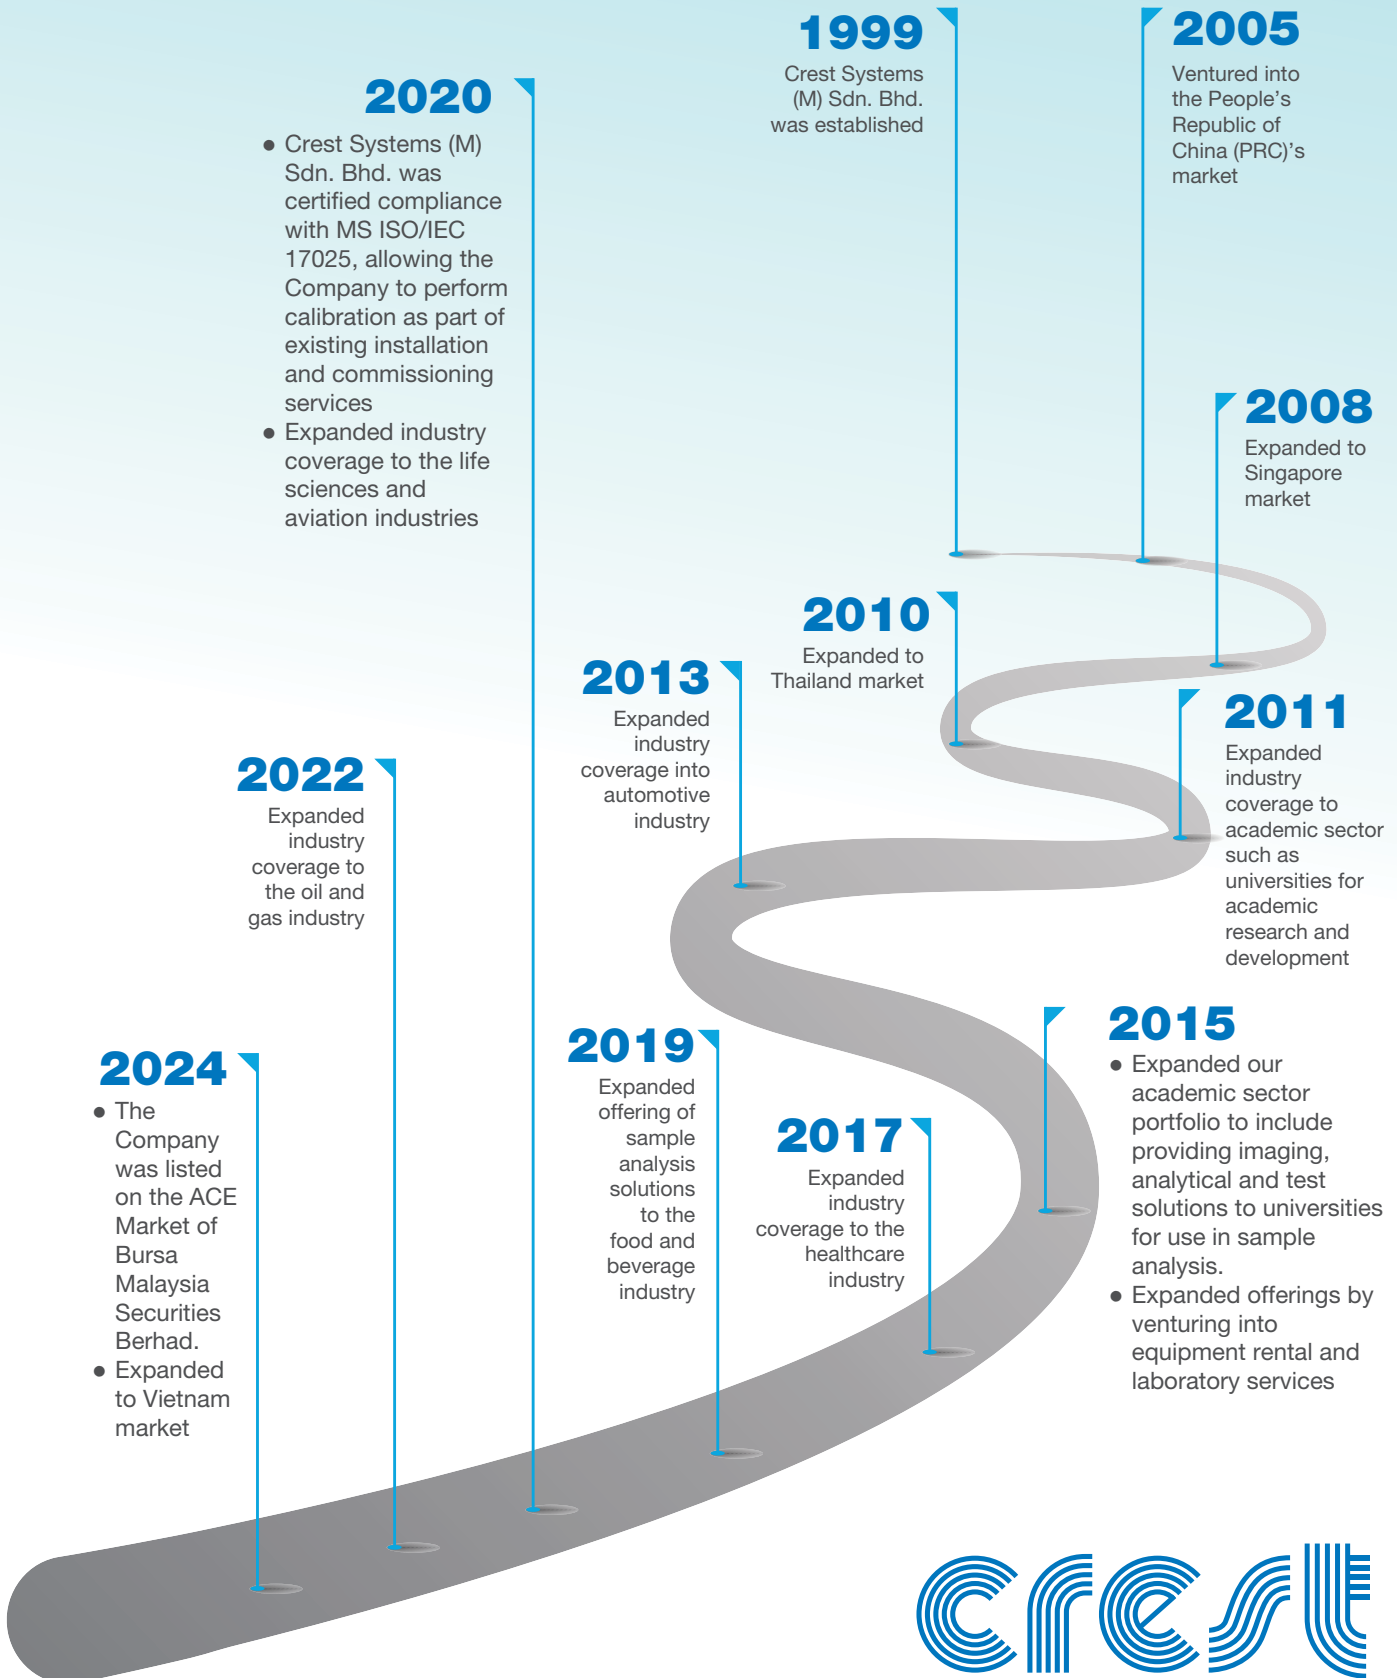 1999
Crest Systems
(M) Sdn. Bhd.
was established
2005
Ventured into
the People’s
Republic of
China (PRC)’s
market
2008
Expanded to
Singapore
market
2010
Expanded to
Thailand market
2011
Expanded
industry
coverage to
academic sector
such as
universities for
academic
research and
development
2013
Expanded
industry
coverage into
automotive
industry
2015
● Expanded our
academic sector
portfolio to include
providing imaging,
analytical and test
solutions to universities
for use in sample
analysis.
● Expanded offerings by
venturing into
equipment rental and
laboratory services
2017
Expanded
industry
coverage to the
healthcare
industry
2019
Expanded
offering of
sample
analysis
solutions
to the
food and
beverage
industry
2020
● Crest Systems (M)
Sdn. Bhd. was
certified compliance
with MS ISO/IEC
17025, allowing the
Company to perform
calibration as part of
existing installation
and commissioning
services
● Expanded industry
coverage to the life
sciences and
aviation industries
2022
Expanded
industry
coverage to
the oil and
gas industry
2024
● The
Company
was listed
on the ACE
Market of
Bursa
Malaysia
Securities
Berhad.
● Expanded
to Vietnam
market
crest